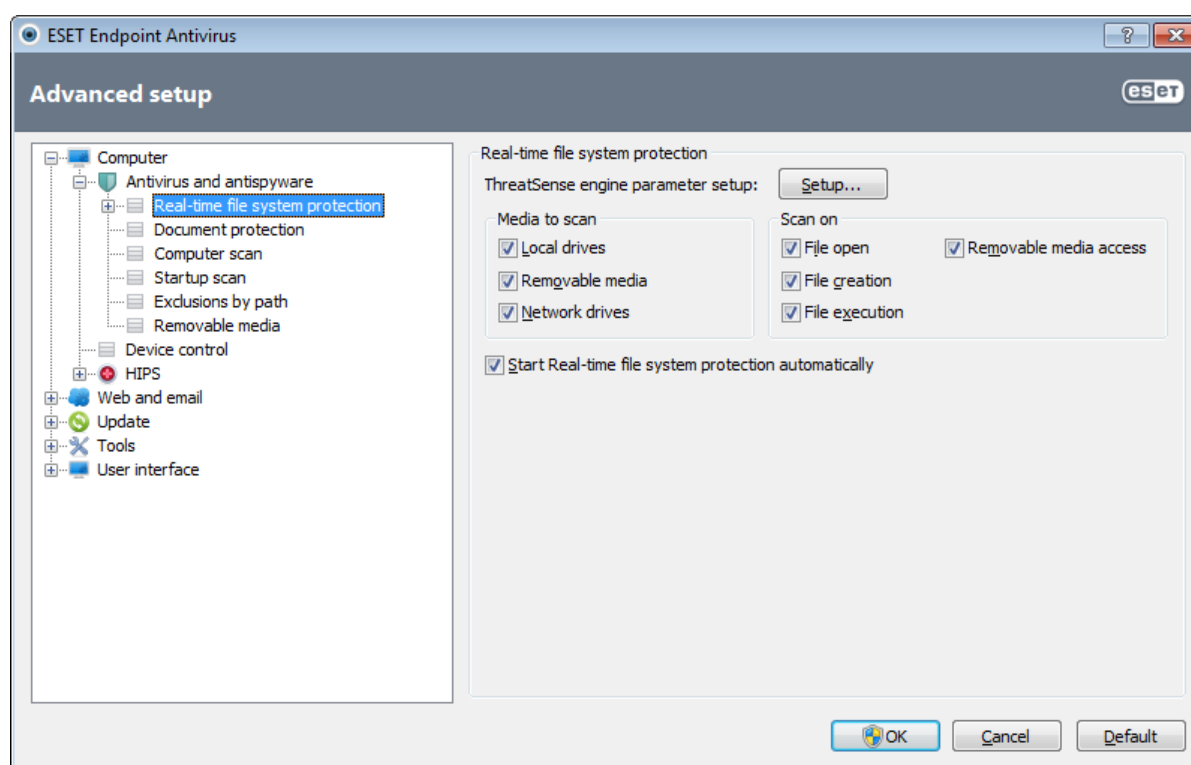 ESET Endpoint Antivirus
?
Advanced setup
eseT
Computer
Antivirus and antispyware
Real-time file system protection
Document protection
Computer scan
Startup scan
Exclusions by path
Removable media
Device control
HIPS
Web and email
Update
Tools
User interface
Real-time file system protection
ThreatSense engine parameter setup: Setup...
Media to scan
Local drives
Removable media
Network drives
Scan on
File open Removable media access
File creation
File execution
Start Real-time file system protection automatically
OK Cancel Default